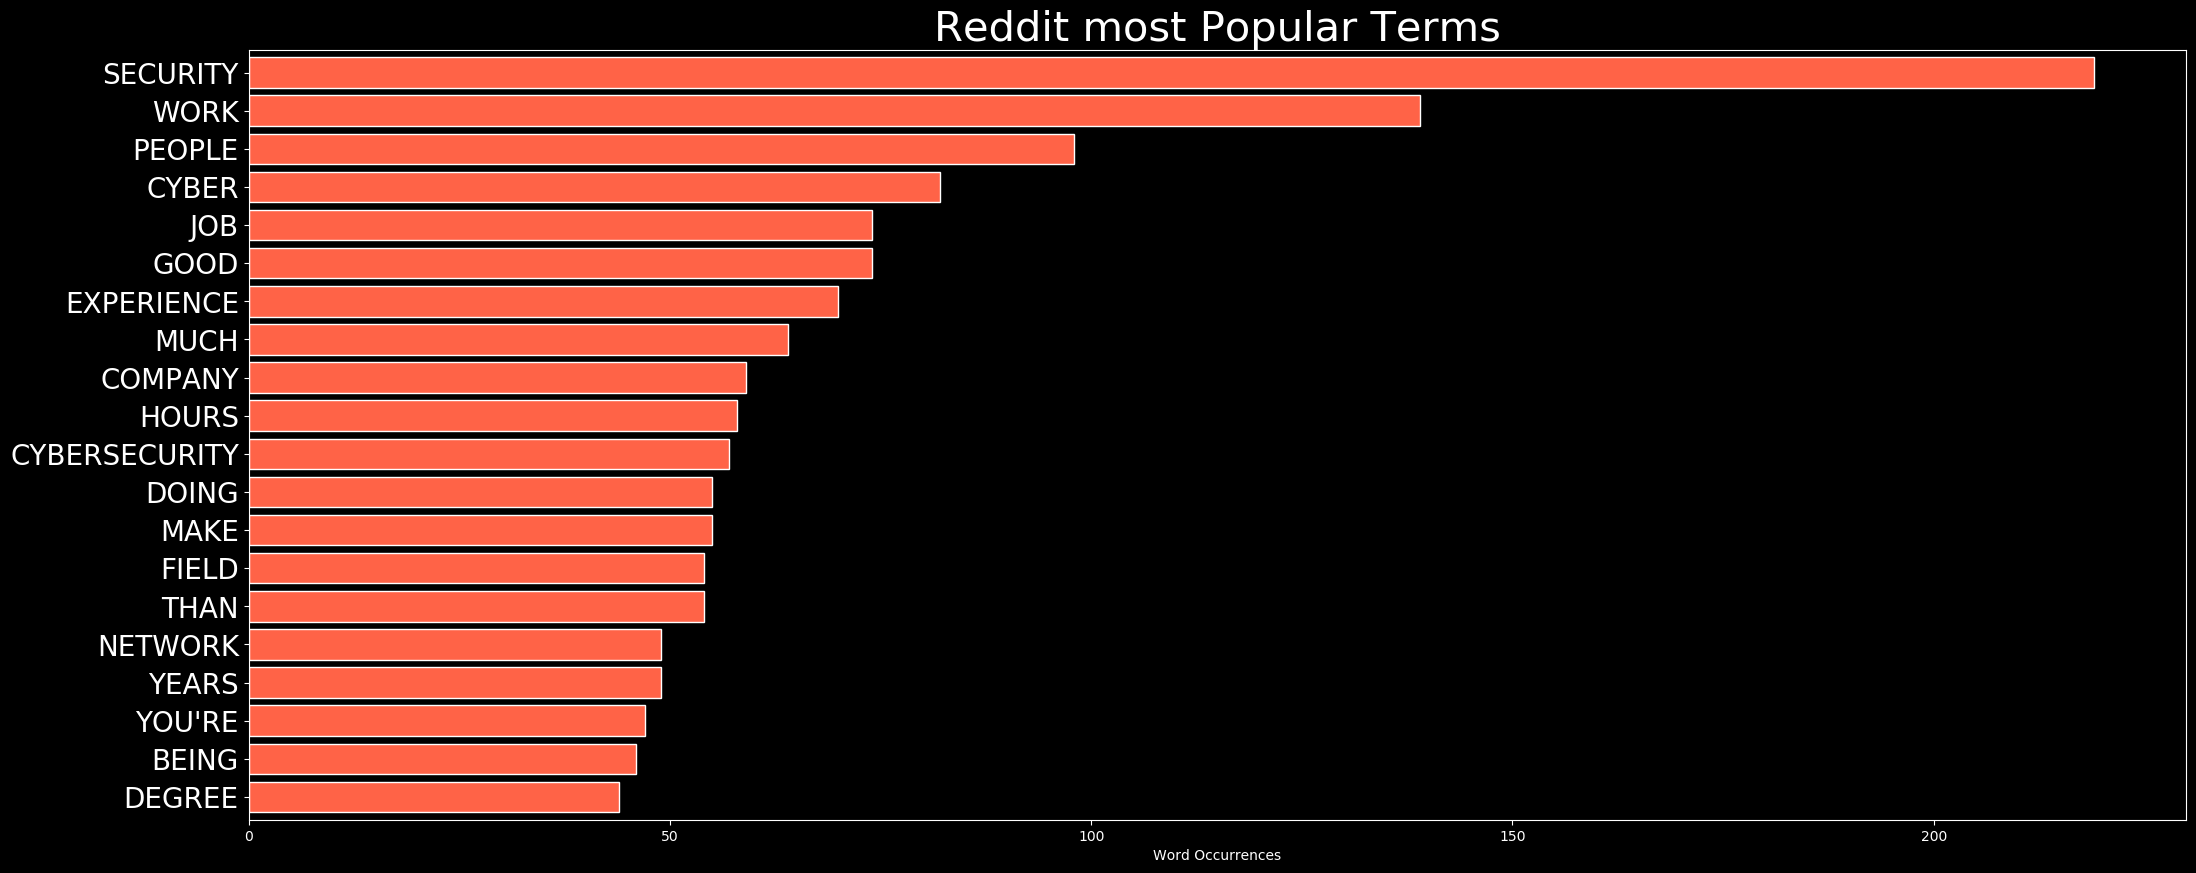 Reddit most Popular Terms
SECURITY
WORK
PEOPLE
CYBER
JOB
GOOD
EXPERIENCE
MUCH
COMPANY
HOURS
CYBERSECURITY
DOING
MAKE
FIELD
THAN
NETWORK
YEARS
YOU'RE
BEING
DEGREE
0 50 100 150 200
Word Occurrences